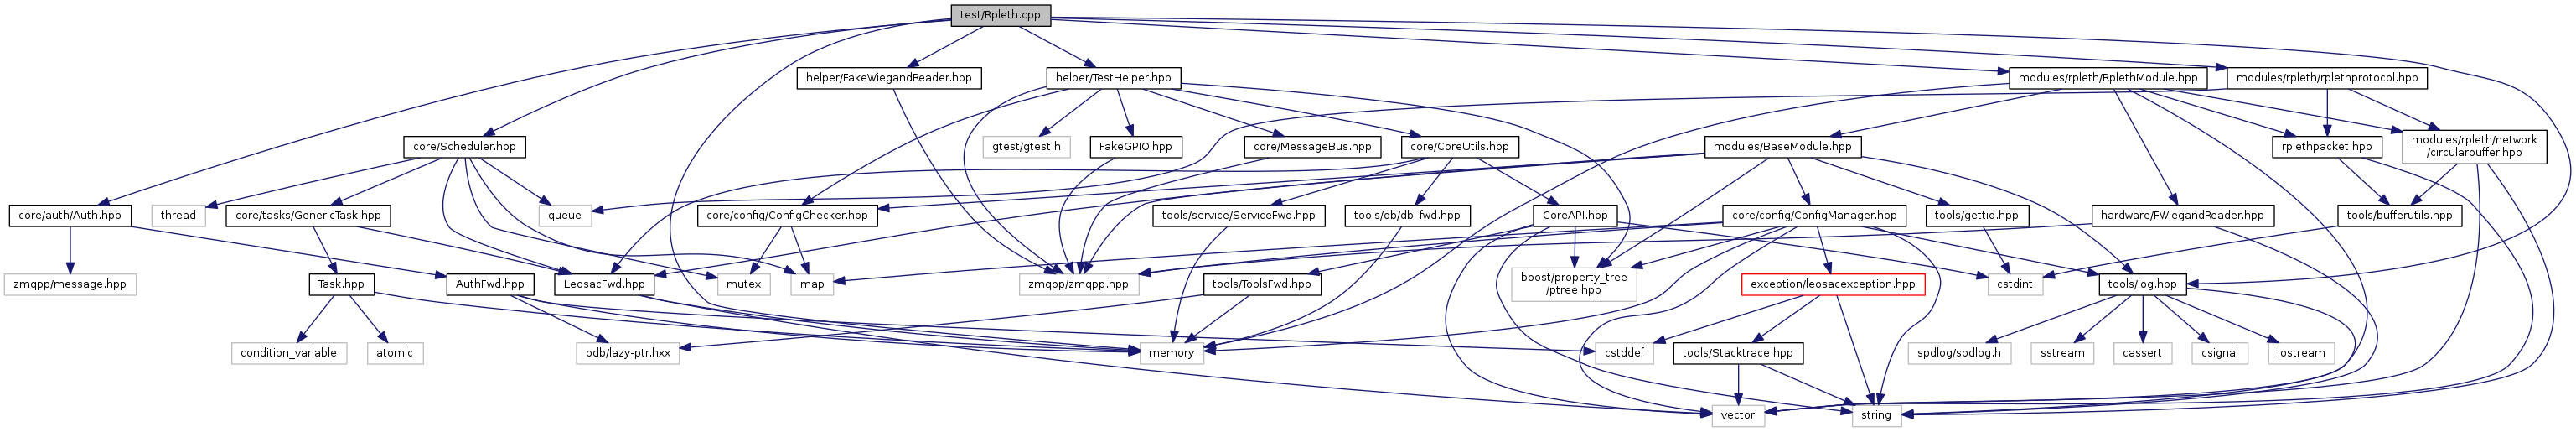 test/Rpleth.cpp
helper/FakeWiegandReader.hpp
helper/TestHelper.hpp
modules/rpleth/RplethModule.hpp
modules/rpleth/rplethprotocol.hpp
core/Scheduler.hpp
gtest/gtest.h
FakeGPIO.hpp
core/MessageBus.hpp
core/CoreUtils.hpp
modules/BaseModule.hpp
rplethpacket.hpp
modules/rpleth/network
/circularbuffer.hpp
core/auth/Auth.hpp
thread
core/tasks/GenericTask.hpp
queue
core/config/ConfigChecker.hpp
tools/service/ServiceFwd.hpp
tools/db/db_fwd.hpp
CoreAPI.hpp
core/config/ConfigManager.hpp
tools/gettid.hpp
hardware/FWiegandReader.hpp
tools/bufferutils.hpp
zmqpp/message.hpp
Task.hpp
AuthFwd.hpp
LeosacFwd.hpp
mutex
map
zmqpp/zmqpp.hpp
tools/ToolsFwd.hpp
boost/property_tree
/ptree.hpp
exception/leosacexception.hpp
cstdint
tools/log.hpp
condition_variable
atomic
odb/lazy-ptr.hxx
memory
cstddef
tools/Stacktrace.hpp
spdlog/spdlog.h
sstream
cassert
csignal
iostream
vector
string